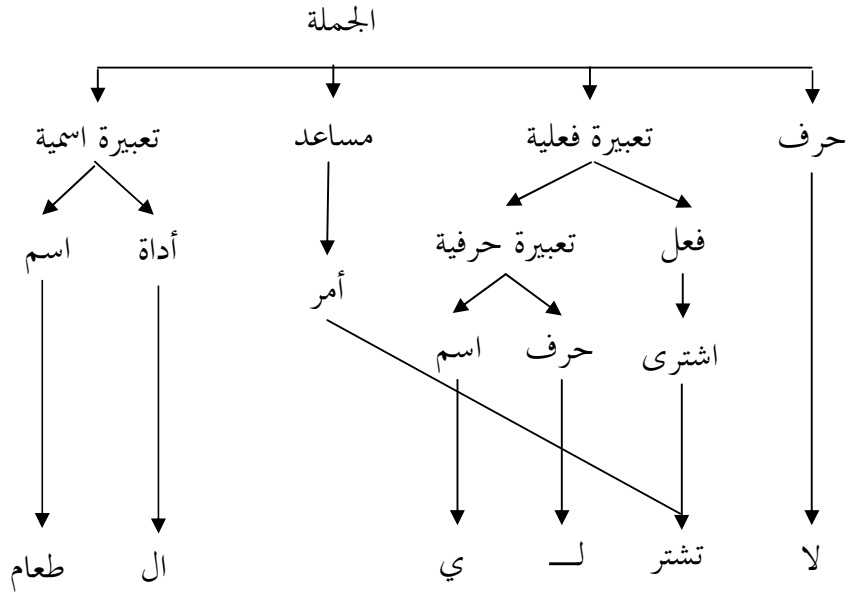 الجملة
حرف تعبيرة فعلية مساعد تعبيرة اسمية
فعل تعبيرة حرفية أداة اسم
أمر
اشترى حرف اسم
لا تشتر لـــ ي ال طعام